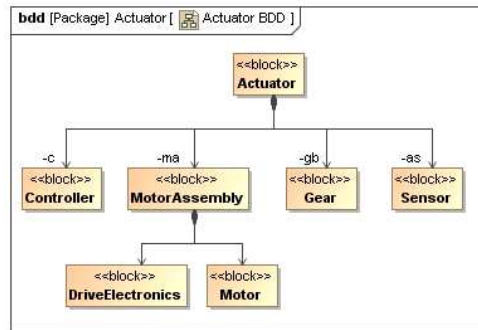 bdd [Package] Actuator [ Actuator BDD ]
<<block>>
Actuator
-c
-ma
-gb
-as
<<block>>
Controller
<<block>>
MotorAssembly
<<block>>
Gear
<<block>>
Sensor
<<block>>
DriveElectronics
<<block>>
Motor